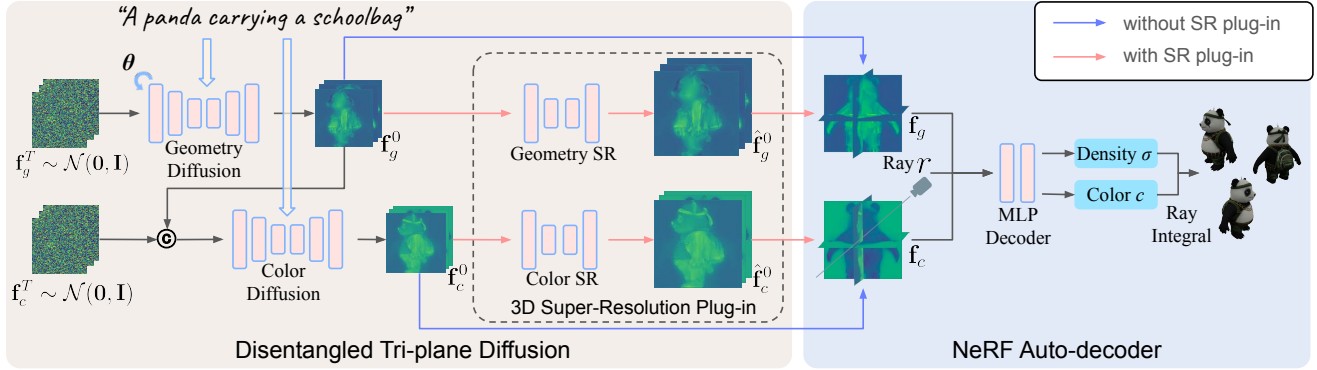 “A panda carrying a schoolbag”
without SR plug-in
with SR plug-in
θ
Geometry
Diffusion
f_g^T ∼ N(0, I)
f_g^0
Geometry SR
f̂_g^0
f_g
Ray r
Density σ
Color c
MLP
Decoder
Ray
Integral
C
Color
Diffusion
f_c^T ∼ N(0, I)
f_c^0
Color SR
f̂_c^0
f_c
3D Super-Resolution Plug-in
Disentangled Tri-plane Diffusion
NeRF Auto-decoder